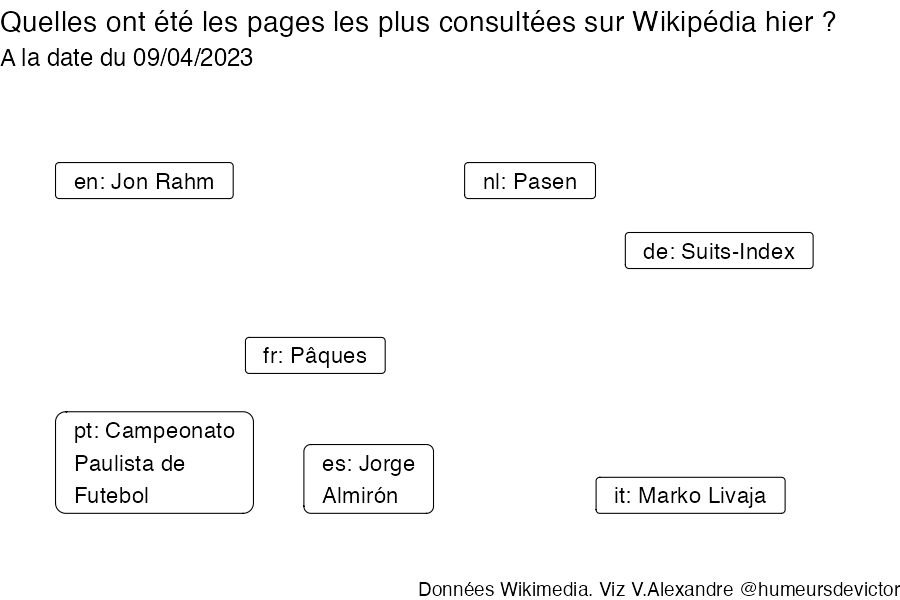 Quelles ont été les pages les plus consultées sur Wikipédia hier ?
A la date du 09/04/2023
en: Jon Rahm
nl: Pasen
de: Suits-Index
fr: Pâques
pt: Campeonato
Paulista de
Futebol
es: Jorge
Almirón
it: Marko Livaja
Données Wikimedia. Viz V.Alexandre @humeursdevictor